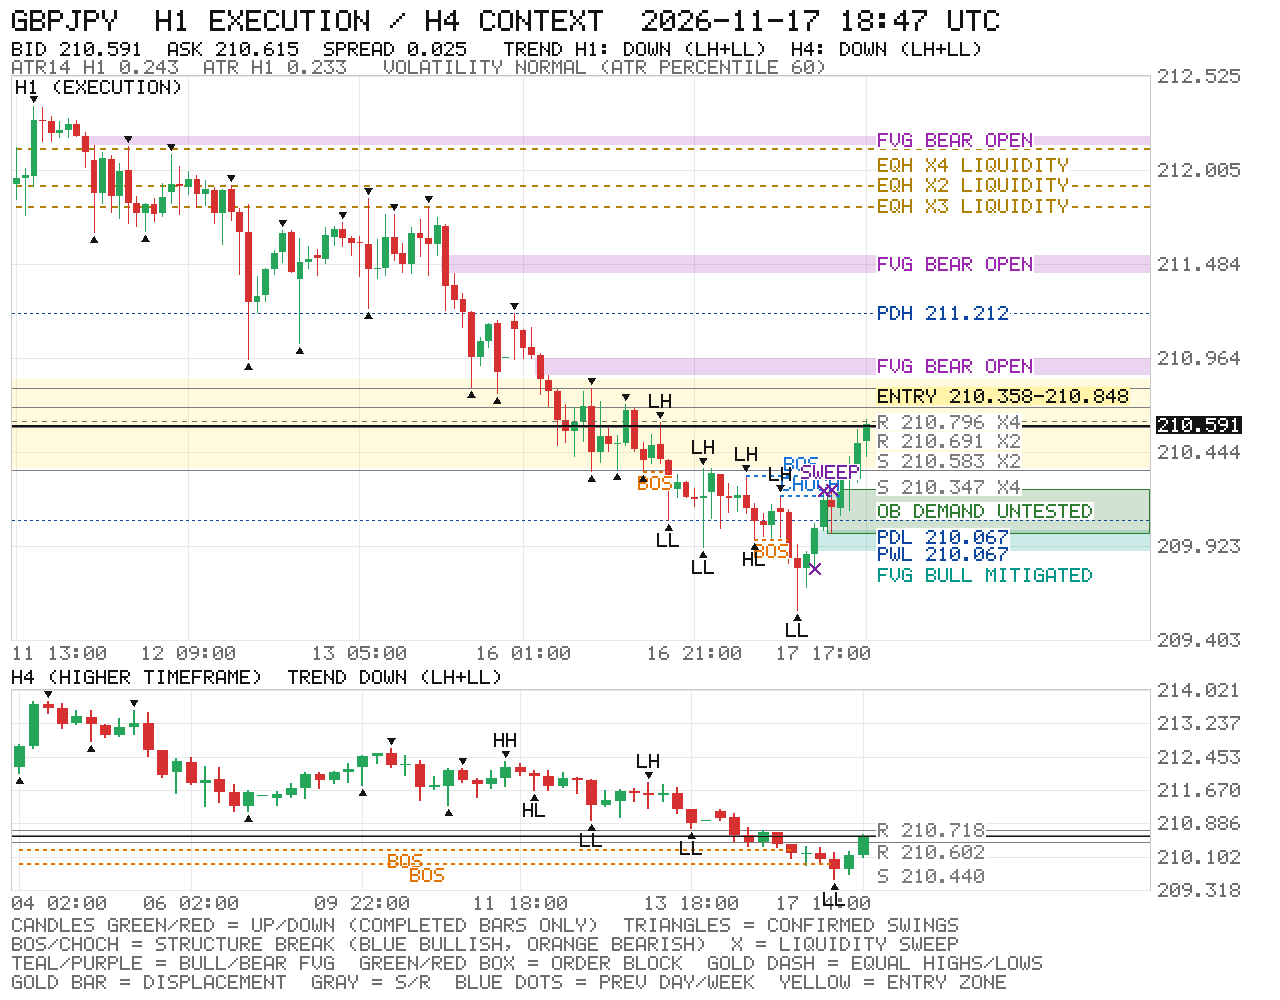 GBPJPY  H1 EXECUTION / H4 CONTEXT  2026-11-17 18:47 UTC
BID 210.591  ASK 210.615  SPREAD 0.025  TREND H1: DOWN (LH+LL)  H4: DOWN (LH+LL)
ATR14 H1 0.243  ATR H1 0.233  VOLATILITY NORMAL (ATR PERCENTILE 60)
H1 (EXECUTION)
212.525
FVG BEAR OPEN
EQH X4 LIQUIDITY
212.005
EQH X2 LIQUIDITY
EQH X3 LIQUIDITY
FVG BEAR OPEN
211.484
PDH 211.212
210.964
FVG BEAR OPEN
ENTRY 210.358-210.848
LH
R 210.796 X4
210.591
R 210.691 X2
LH
LH
210.444
S 210.583 X2
BOS
SWEEP
LH
CHOCH
BOS
S 210.347 X4
OB DEMAND UNTESTED
LL
PDL 210.067
209.923
BOS
HL
PWL 210.067
LL
FVG BULL MITIGATED
LL
209.403
11 13:00  12 09:00  13 05:00  16 01:00  16 21:00  17 17:00
H4 (HIGHER TIMEFRAME)  TREND DOWN (LH+LL)
214.021
213.237
HH
212.453
LH
211.670
HL
210.886
R 210.718
LL
LL
R 210.602
210.102
BOS
BOS
S 210.440
209.318
LL
04 02:00  06 02:00  09 22:00  11 18:00  13 18:00  17 14:00
CANDLES GREEN/RED = UP/DOWN (COMPLETED BARS ONLY)  TRIANGLES = CONFIRMED SWINGS
BOS/CHOCH = STRUCTURE BREAK (BLUE BULLISH, ORANGE BEARISH)  X = LIQUIDITY SWEEP
TEAL/PURPLE = BULL/BEAR FVG  GREEN/RED BOX = ORDER BLOCK  GOLD DASH = EQUAL HIGHS/LOWS
GOLD BAR = DISPLACEMENT  GRAY = S/R  BLUE DOTS = PREV DAY/WEEK  YELLOW = ENTRY ZONE